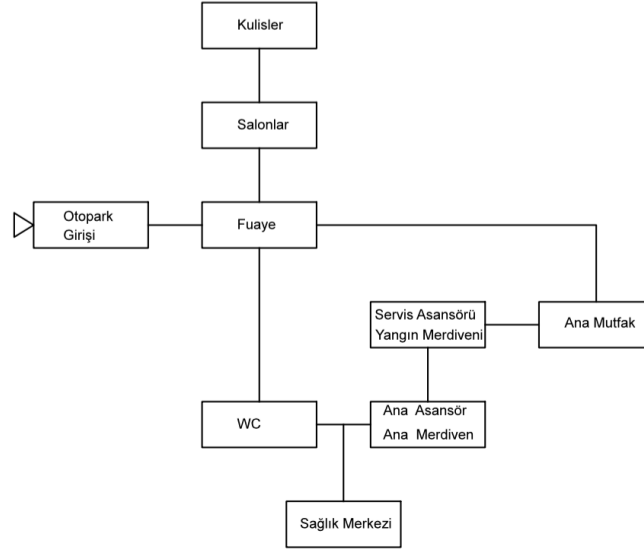 Kulisler
Salonlar
Otopark
Girişi
Fuaye
Servis Asansörü
Yangın Merdiveni
Ana Mutfak
WC
Ana Asansör
Ana Merdiven
Sağlık Merkezi